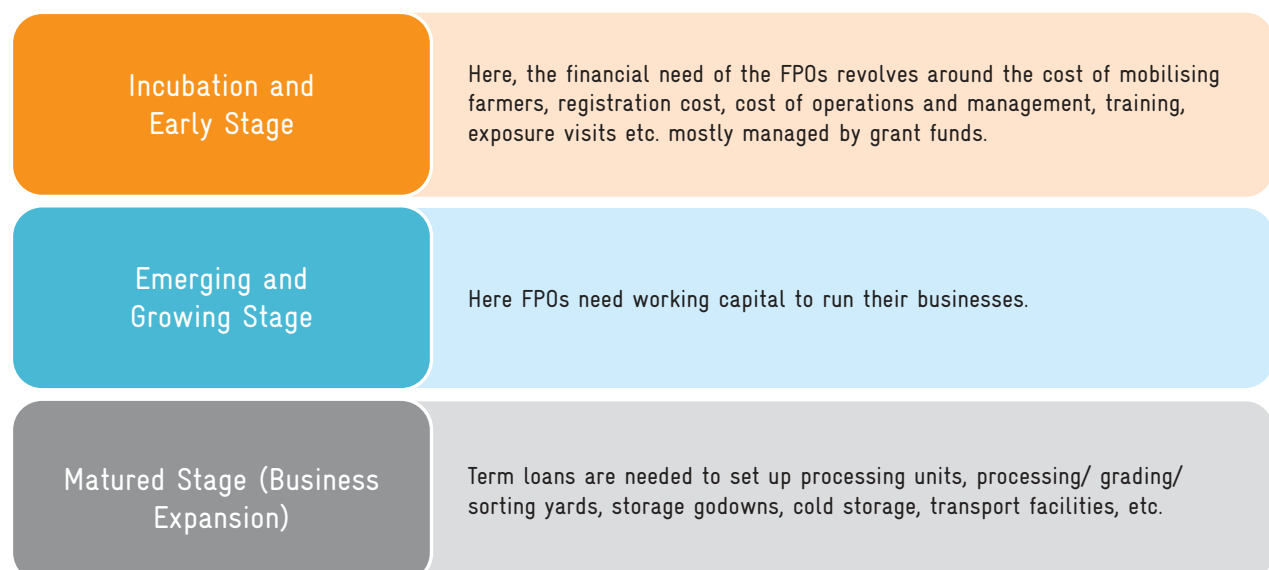 Incubation and
Early Stage
Here, the financial need of the FPOs revolves around the cost of mobilising
farmers, registration cost, cost of operations and management, training,
exposure visits etc. mostly managed by grant funds.
Emerging and
Growing Stage
Here FPOs need working capital to run their businesses.
Matured Stage (Business
Expansion)
Term loans are needed to set up processing units, processing/ grading/
sorting yards, storage godowns, cold storage, transport facilities, etc.